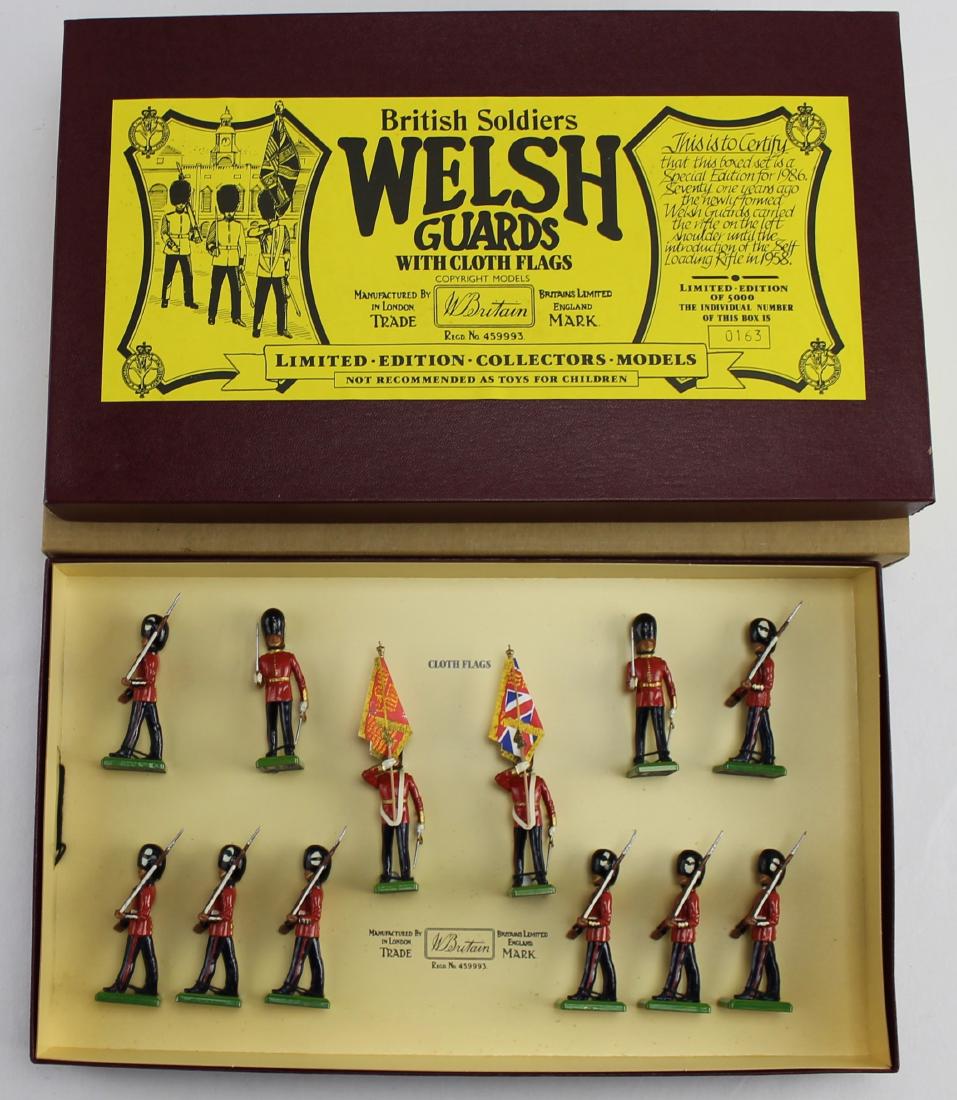 British Soldiers
WELSH
GUARDS
WITH CLOTH FLAGS
COPYRIGHT MODELS
MANUFACTURED BY
IN LONDON
TRADE
W Britain
BRITAINS LIMITED
ENGLAND
MARK.
REGD. No. 459993.
LIMITED · EDITION · COLLECTORS · MODELS
NOT RECOMMENDED AS TOYS FOR CHILDREN
This is to Certify
that this boxed set is a
Special Edition for 1986.
Seventy one years ago
the newly formed
Welsh Guards carried
the rifle on the left
shoulder until the
introduction of the Self
Loading Rifle in 1958.
LIMITED · EDITION
OF 5000
THE INDIVIDUAL NUMBER
OF THIS BOX IS
0163
CLOTH FLAGS
MANUFACTURED BY
IN LONDON
TRADE
W Britain
BRITAINS LIMITED
ENGLAND
MARK.
REGD. No. 459993.